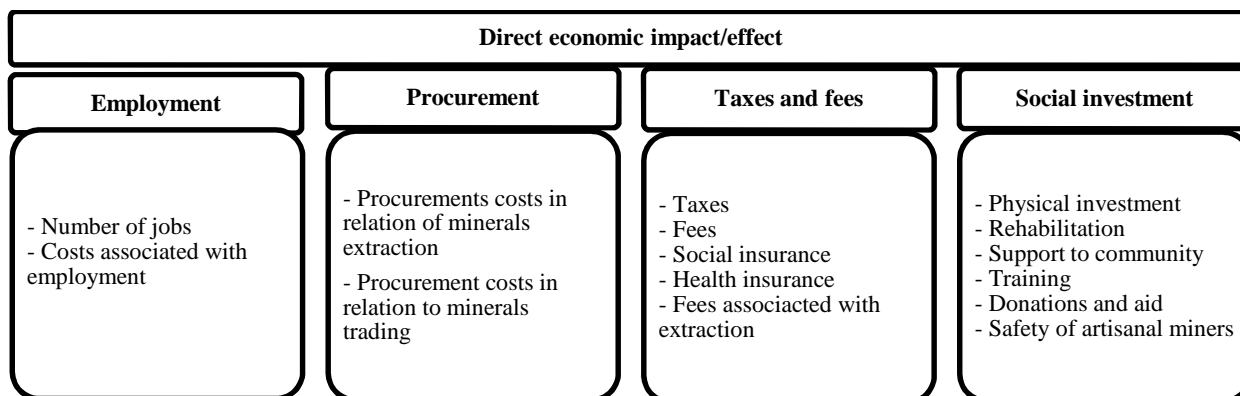 Direct economic impact/effect
Employment
- Number of jobs
- Costs associated with
employment
Procurement
- Procurements costs in
relation of minerals
extraction
- Procurement costs in
relation to minerals
trading
Taxes and fees
- Taxes
- Fees
- Social insurance
- Health insurance
- Fees associacted with
extraction
Social investment
- Physical investment
- Rehabilitation
- Support to community
- Training
- Donations and aid
- Safety of artisanal miners